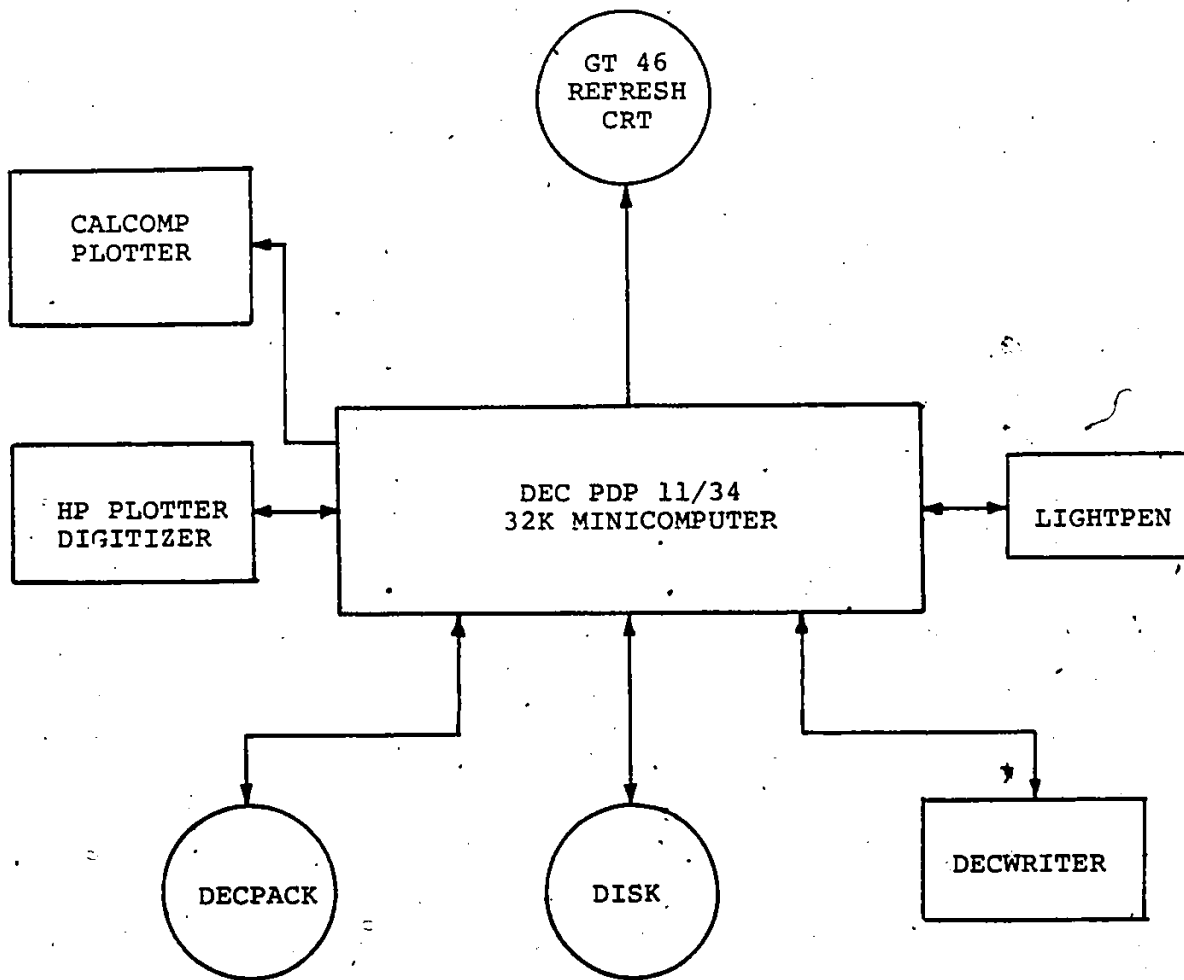 GT 46
REFRESH
CRT
CALCOMP
PLOTTER
HP PLOTTER
DIGITIZER
DEC PDP 11/34
32K MINICOMPUTER
LIGHTPEN
DECPACK
DISK
DECWRITER